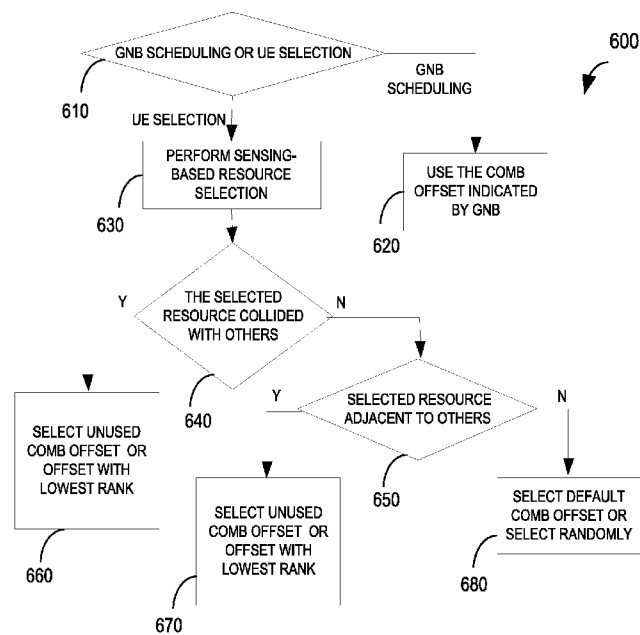 GNB SCHEDULING OR UE SELECTION
600
GNB
SCHEDULING
610
UE SELECTION
PERFORM SENSING-
BASED RESOURCE
SELECTION
630
USE THE COMB
OFFSET INDICATED
BY GNB
620
Y
THE SELECTED
RESOURCE COLLIDED
WITH OTHERS
N
640
Y
SELECTED RESOURCE
ADJACENT TO OTHERS
N
650
SELECT UNUSED
COMB OFFSET OR
OFFSET WITH
LOWEST RANK
660
SELECT UNUSED
COMB OFFSET OR
OFFSET WITH
LOWEST RANK
670
SELECT DEFAULT
COMB OFFSET OR
SELECT RANDOMLY
680